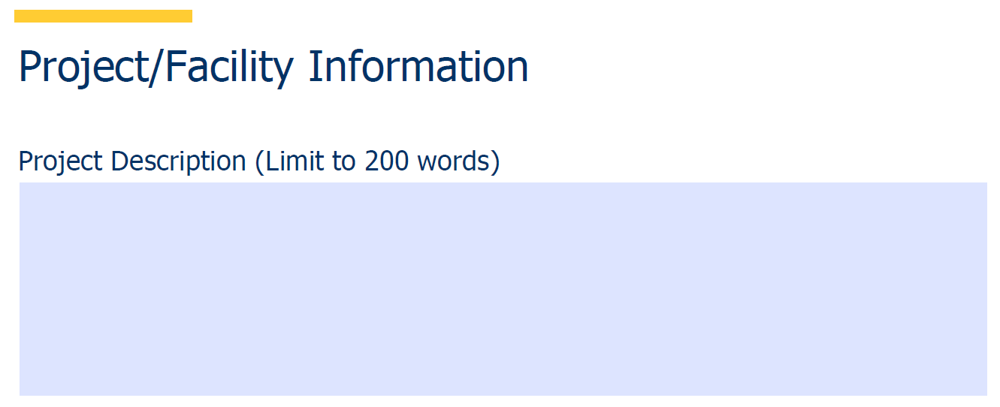 Project/Facility Information
Project Description (Limit to 200 words)